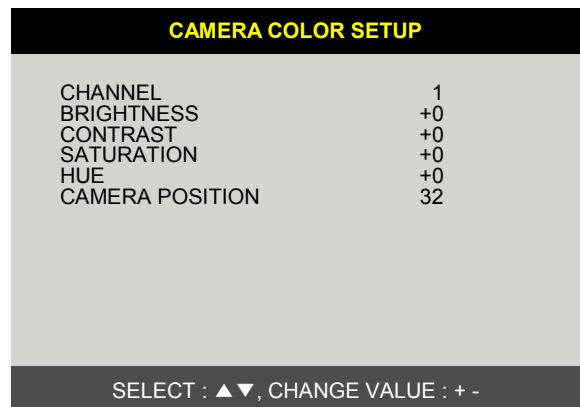 CAMERA COLOR SETUP
CHANNEL 1
BRIGHTNESS +0
CONTRAST +0
SATURATION +0
HUE +0
CAMERA POSITION 32
SELECT : ▲▼, CHANGE VALUE : + -